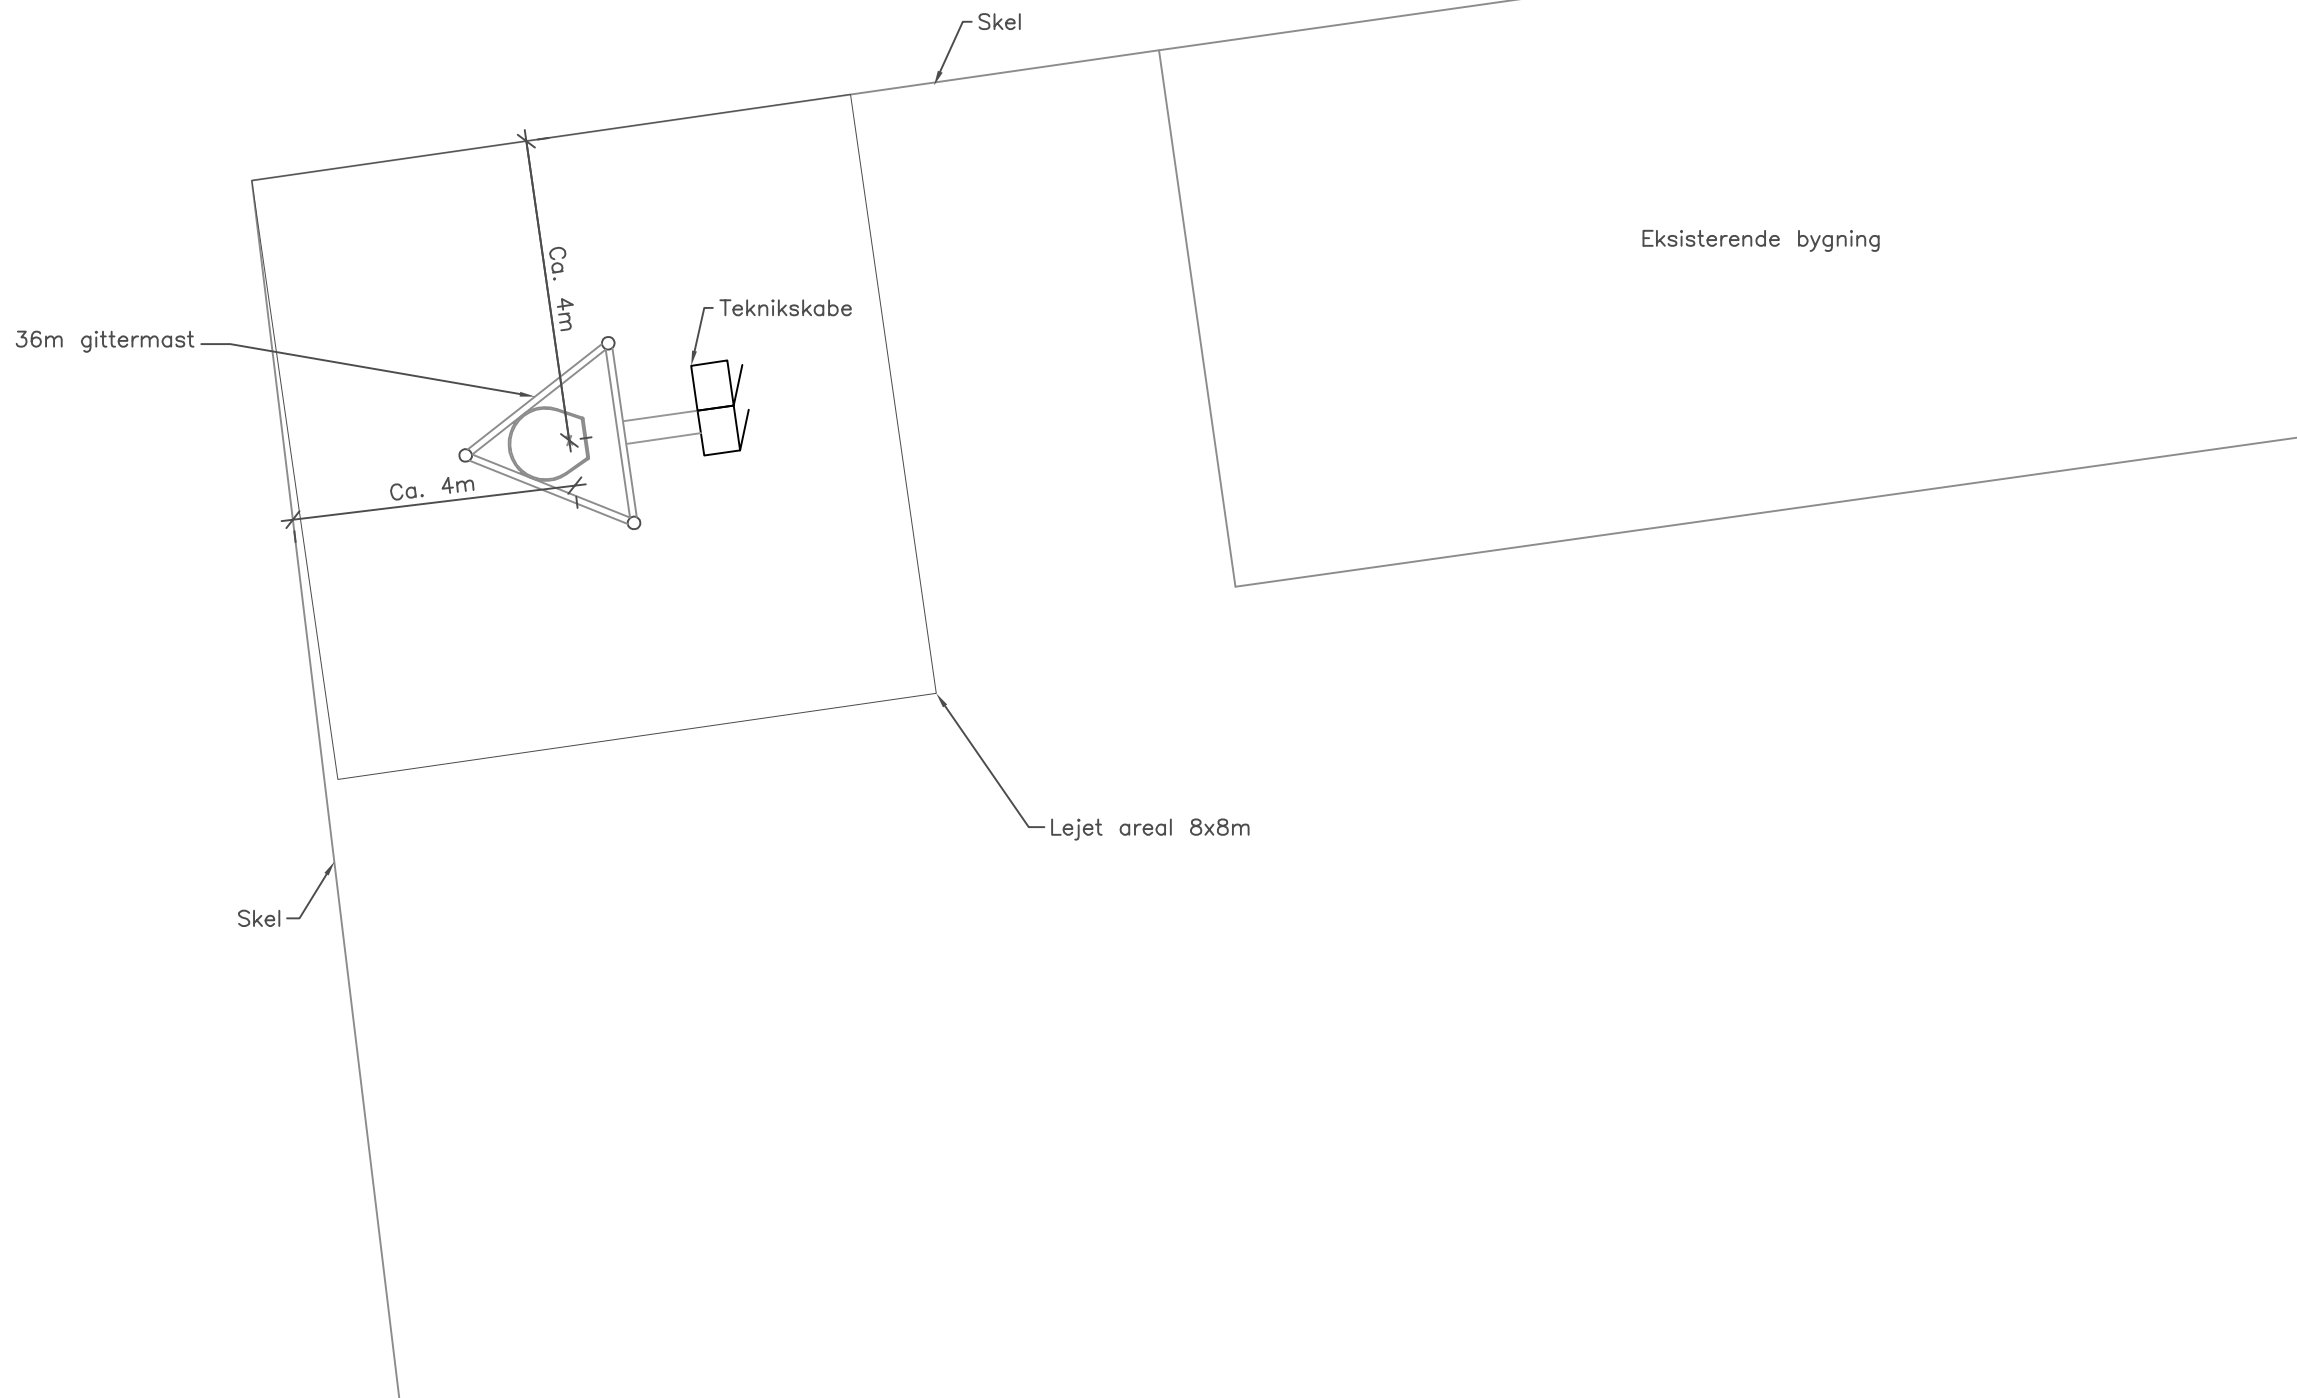 Skel
Eksisterende bygning
Ca. 4m
Teknikskabe
36m gittermast
Ca. 4m
Lejet areal 8x8m
Skel